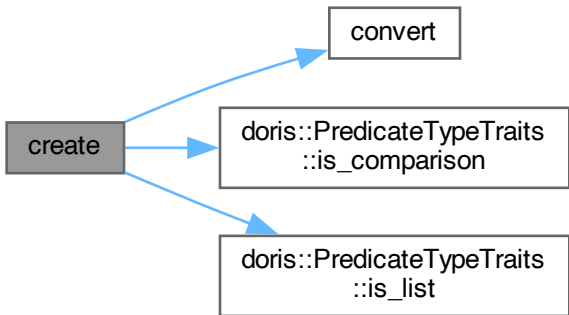 convert
create
doris::PredicateTypeTraits
::is_comparison
doris::PredicateTypeTraits
::is_list